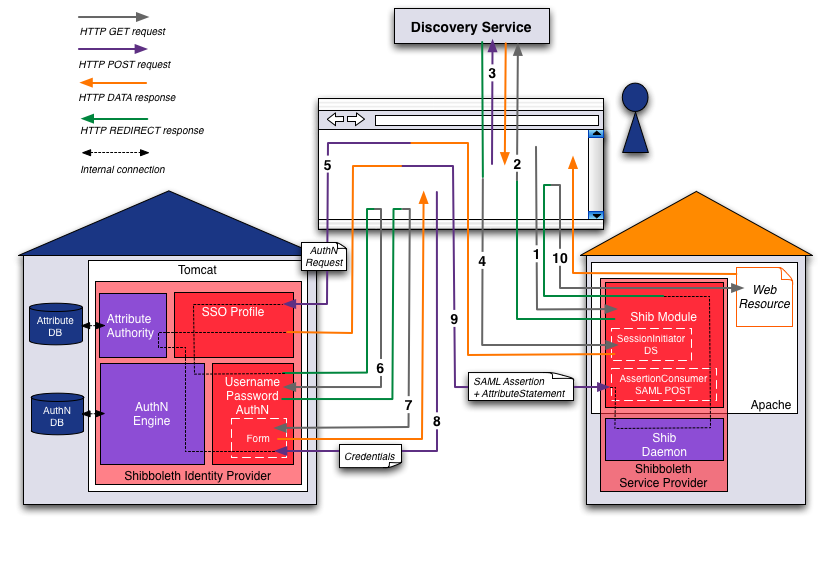 HTTP GET request
HTTP POST request
HTTP DATA response
HTTP REDIRECT response
Internal connection
Discovery Service
3
5
2
AuthN
Request
4
1
10
Tomcat
Attribute
DB
Attribute
Authority
SSO Profile
9
Web
Resource
Shib Module
SessionInitiator
DS
6
Username
Password
AuthN
SAML Assertion
+ AttributeStatement
AssertionConsumer
SAML POST
Apache
AuthN
DB
AuthN
Engine
7
8
Form
Credentials
Shib
Daemon
Shibboleth Identity Provider
Shibboleth
Service Provider